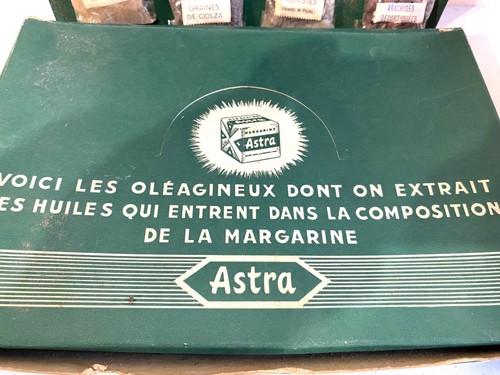 GRAINES
DE COLZA
ARACHIDES
DÉCORTIQUÉES
MARGARINE
Astra
VOICI LES OLÉAGINEUX DONT ON EXTRAIT
ES HUILES QUI ENTRENT DANS LA COMPOSITION
DE LA MARGARINE
Astra